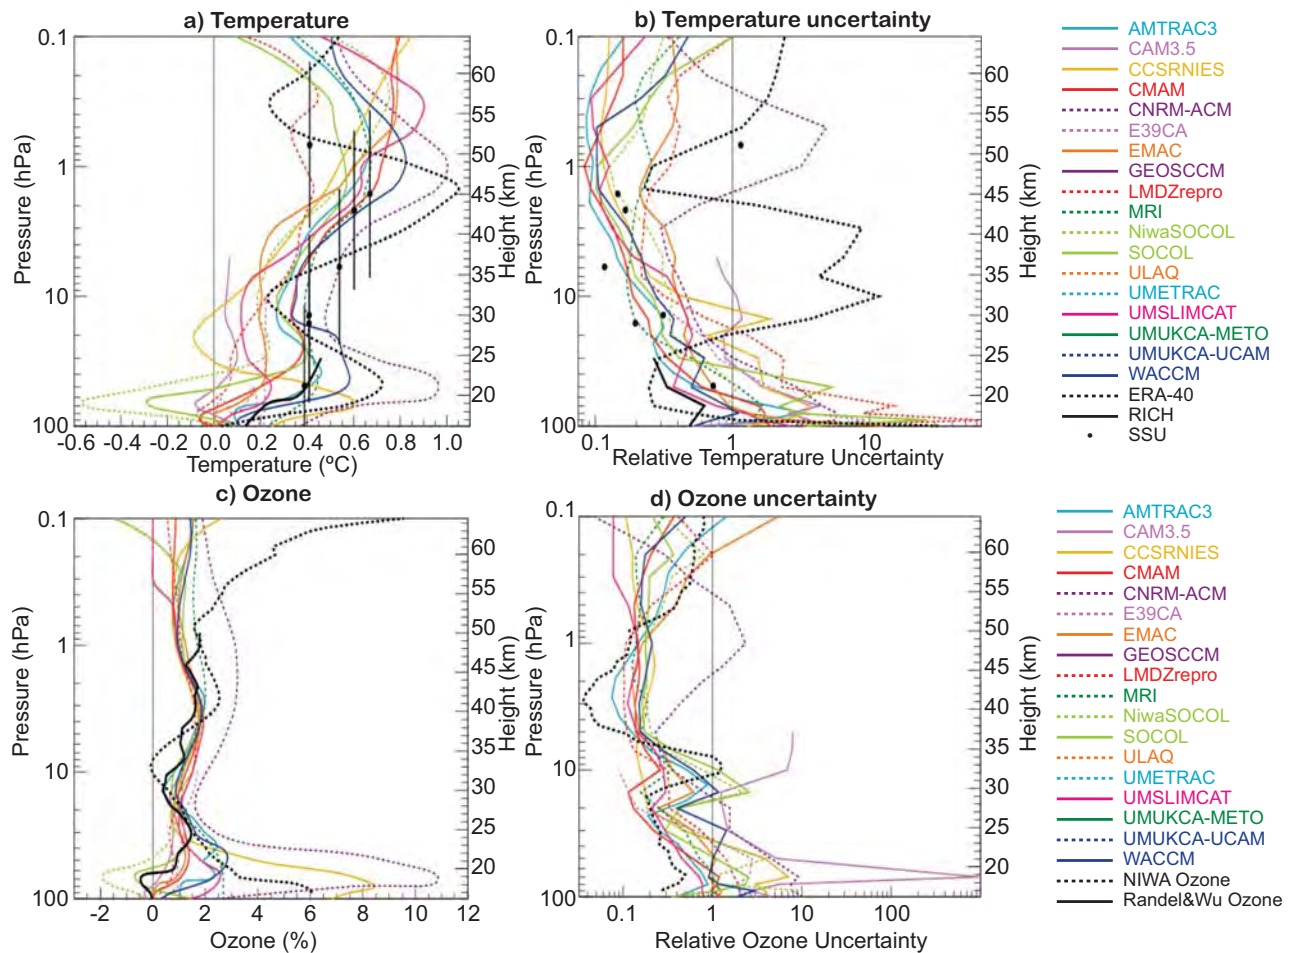 a) Temperature
b) Temperature uncertainty
0.1
1
10
100
Pressure (hPa)
60
55
50
45
40
35
30
25
20
Height (km)
-0.6 -0.4 -0.2 0.0 0.2 0.4 0.6 0.8 1.0
Temperature (ºC)
0.1
1
10
100
Pressure (hPa)
60
55
50
45
40
35
30
25
20
Height (km)
0.1 1 10
Relative Temperature Uncertainty
AMTRAC3
CAM3.5
CCSRNIES
CMAM
CNRM-ACM
E39CA
EMAC
GEOSCCM
LMDZrepro
MRI
NiwaSOCOL
SOCOL
ULAQ
UMETRAC
UMSLIMCAT
UMUKCA-METO
UMUKCA-UCAM
WACCM
ERA-40
RICH
SSU
c) Ozone
d) Ozone uncertainty
0.1
1
10
100
Pressure (hPa)
60
55
50
45
40
35
30
25
20
Height (km)
-2 0 2 4 6 8 10 12
Ozone (%)
0.1
1
10
100
Pressure (hPa)
60
55
50
45
40
35
30
25
20
Height (km)
0.1 1 10 100
Relative Ozone Uncertainty
AMTRAC3
CAM3.5
CCSRNIES
CMAM
CNRM-ACM
E39CA
EMAC
GEOSCCM
LMDZrepro
MRI
NiwaSOCOL
SOCOL
ULAQ
UMETRAC
UMSLIMCAT
UMUKCA-METO
UMUKCA-UCAM
WACCM
NIWA Ozone
Randel&Wu Ozone